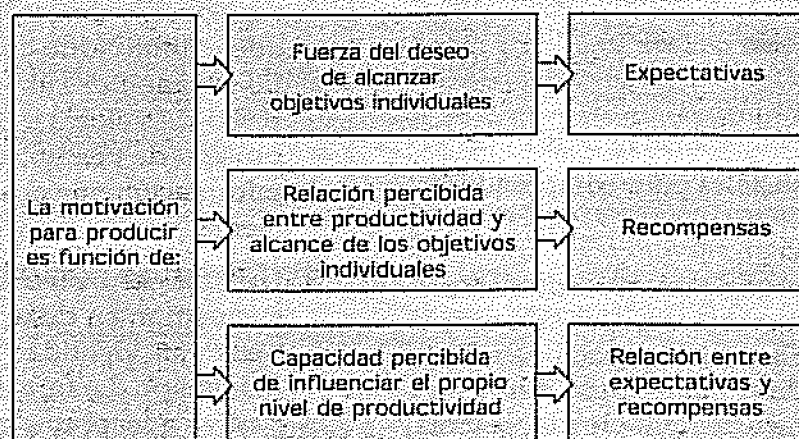 La motivación
para producir
es función de:
Fuerza del deseo
de alcanzar
objetivos individuales
Expectativas
Relación percibida
entre productividad y
alcance de los objetivos
individuales
Recompensas
Capacidad percibida
de influenciar el propio
nivel de productividad
Relación entre
expectativas y
recompensas